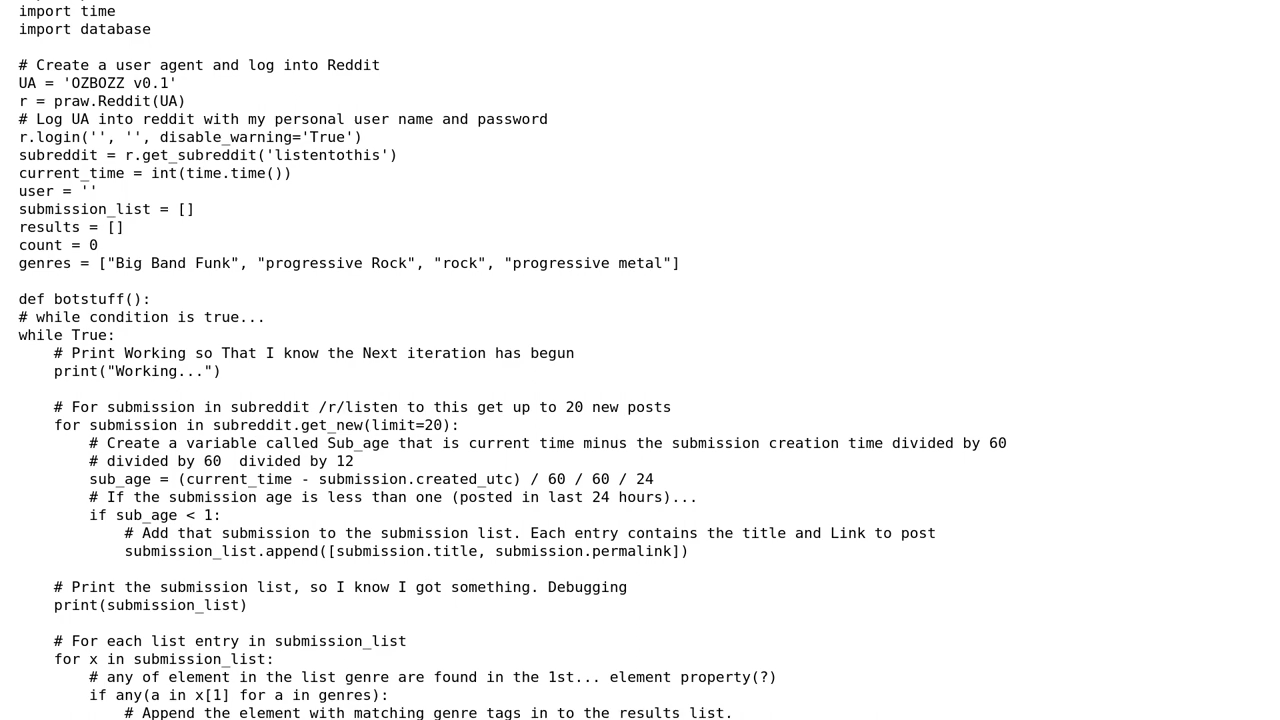 import time
import database

# Create a user agent and log into Reddit
UA = 'OZBOZZ v0.1'
r = praw.Reddit(UA)
# Log UA into reddit with my personal user name and password
r.login('', '', disable_warning='True')
subreddit = r.get_subreddit('listentothis')
current_time = int(time.time())
user = ''
submission_list = []
results = []
count = 0
genres = ["Big Band Funk", "progressive Rock", "rock", "progressive metal"]

def botstuff():
# while condition is true...
while True:
    # Print Working so That I know the Next iteration has begun
    print("Working...")

    # For submission in subreddit /r/listen to this get up to 20 new posts
    for submission in subreddit.get_new(limit=20):
        # Create a variable called Sub_age that is current time minus the submission creation time divided by 60
        # divided by 60  divided by 12
        sub_age = (current_time - submission.created_utc) / 60 / 60 / 24
        # If the submission age is less than one (posted in last 24 hours)...
        if sub_age < 1:
            # Add that submission to the submission list. Each entry contains the title and Link to post
            submission_list.append([submission.title, submission.permalink])

    # Print the submission list, so I know I got something. Debugging
    print(submission_list)

    # For each list entry in submission_list
    for x in submission_list:
        # any of element in the list genre are found in the 1st... element property(?)
        if any(a in x[1] for a in genres):
            # Append the element with matching genre tags in to the results list.